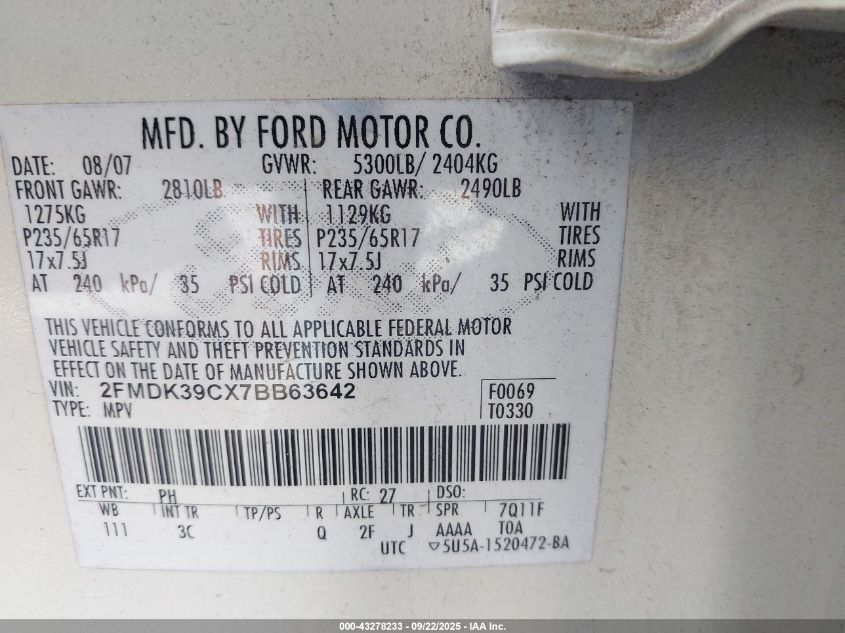 MFD. BY FORD MOTOR CO.
DATE: 08/07 GVWR: 5300LB/ 2404KG
FRONT GAWR: 2810LB REAR GAWR: 2490LB
1275KG WITH 1129KG WITH
P235/65R17 TIRES P235/65R17 TIRES
17x7.5J RIMS 17x7.5J RIMS
AT 240 kPa/ 35 PSI COLD AT 240 kPa/ 35 PSI COLD
THIS VEHICLE CONFORMS TO ALL APPLICABLE FEDERAL MOTOR
VEHICLE SAFETY AND THEFT PREVENTION STANDARDS IN
EFFECT ON THE DATE OF MANUFACTURE SHOWN ABOVE.
VIN: 2FMDK39CX7BB63642 F0069
TYPE: MPV T0330
EXT PNT: PH RC: 27 DSO:
WB INT TR TP/PS R AXLE TR SPR 7Q11F
111 3C Q 2F J AAAA T0A
UTC ▽5U5A-1520472-BA
000-43278233 - 09/22/2025 - IAA Inc.